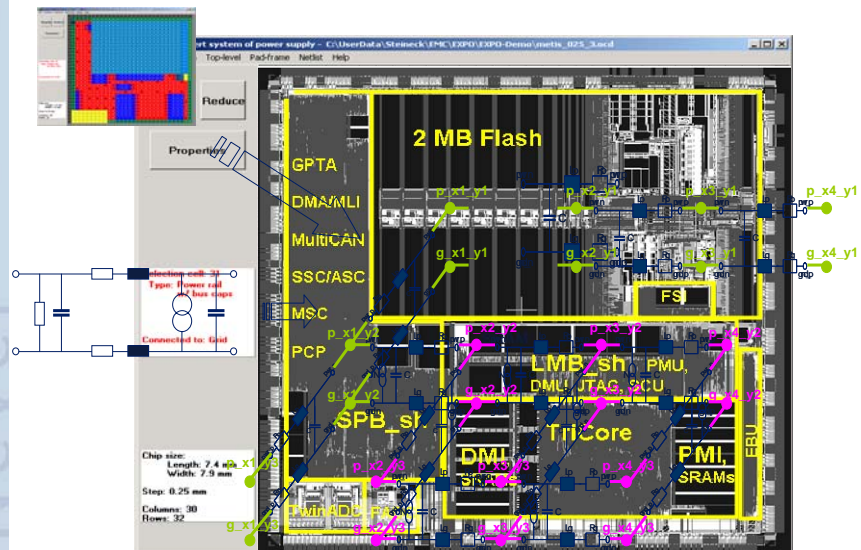 ert system of power supply - C:\UserData\Steineck\EMC\EXPO\EXPO-Demo\metis_025_3.ocd
Top-level Pad-frame Netlist Help
Reduce
Properties
2 MB Flash
GPTA
DMA/MLI
MultiCAN
SSC/ASC
MSC
PCP
p_x1_y1 p_x2_y1 p_x3_y1 p_x4_y1
g_x1_y1 g_x2_y1 g_x3_y1 g_x4_y1
Selection cell: 31
Type: Power rail
w/ bus caps
Connected to: Grid
FSI
p_x1_y2 p_x2_y2 p_x3_y2 p_x4_y2
LMB_sh PMU,
DMU, JTAG, SCU
g_x1_y2 g_x2_y2 g_x3_y2 g_x4_y2
SPB_sh
TriCore
EBU
DMI,
PMI,
SRAMs
p_x1_y3 p_x2_y3 p_x3_y3 p_x4_y3
Chip size:
Length: 7.4 mm
Width: 7.9 mm
Step: 0.25 mm
Columns: 30
Rows: 32
TwinADC
g_x1_y3 g_x2_y3 g_x3_y3 g_x4_y3